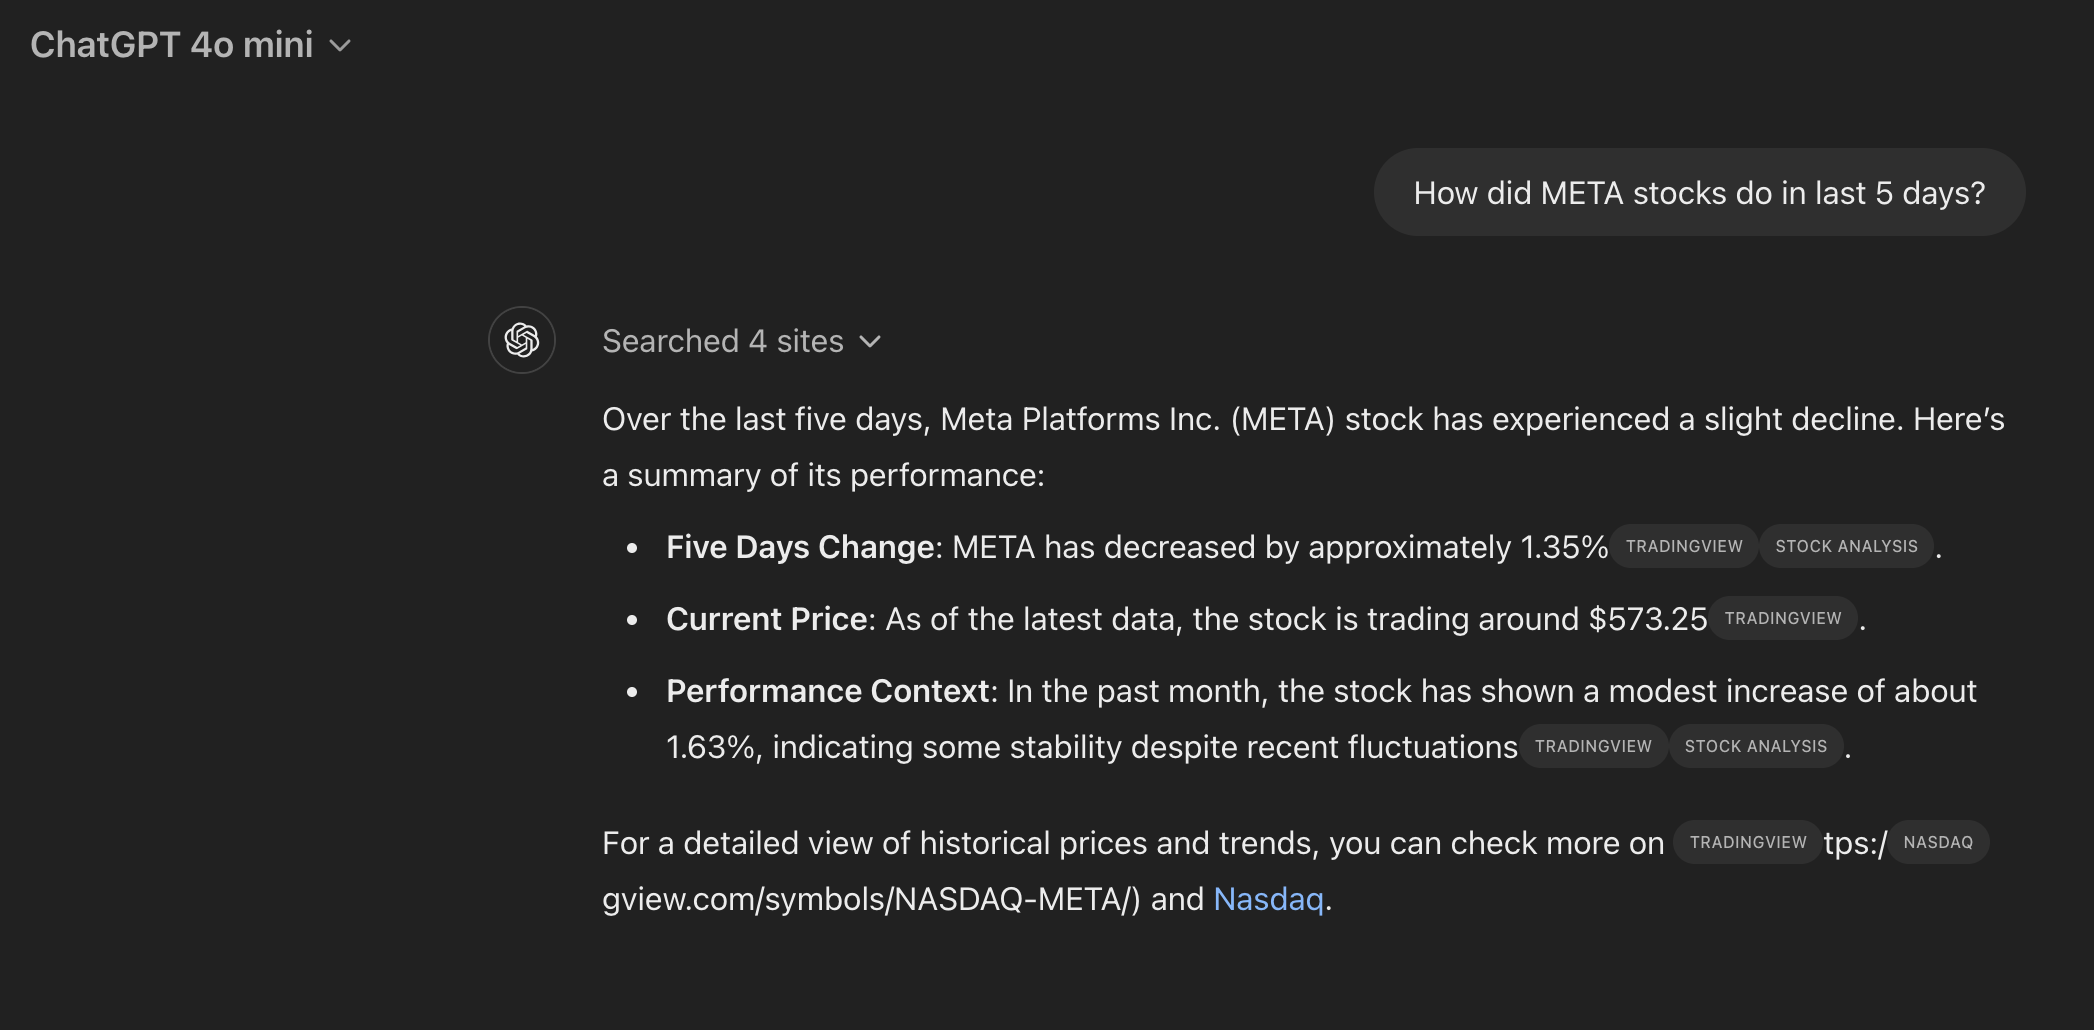 ChatGPT 4o mini
How did META stocks do in last 5 days?
Searched 4 sites
Over the last five days, Meta Platforms Inc. (META) stock has experienced a slight decline. Here’s
a summary of its performance:
• Five Days Change: META has decreased by approximately 1.35% TRADINGVIEW STOCK ANALYSIS .
• Current Price: As of the latest data, the stock is trading around $573.25 TRADINGVIEW .
• Performance Context: In the past month, the stock has shown a modest increase of about
1.63%, indicating some stability despite recent fluctuations TRADINGVIEW STOCK ANALYSIS .
For a detailed view of historical prices and trends, you can check more on TRADINGVIEW tps:/ NASDAQ
gview.com/symbols/NASDAQ-META/) and Nasdaq.